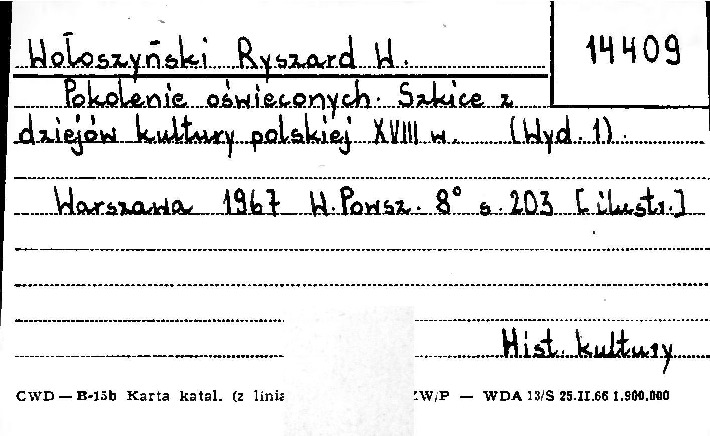 Wołoszyński Ryszard W.
14409
Pokolenie oświeconych. Szkice z
dziejów kultury polskiej XVIII w. (Wyd. 1).
Warszawa 1967 W. Powsz. 8° s. 203 [ilustr.]
Hist. kultury
CWD — B-15b Karta katal. (z linia ZW/P — WDA 13/S 25.II.66 1.900.000